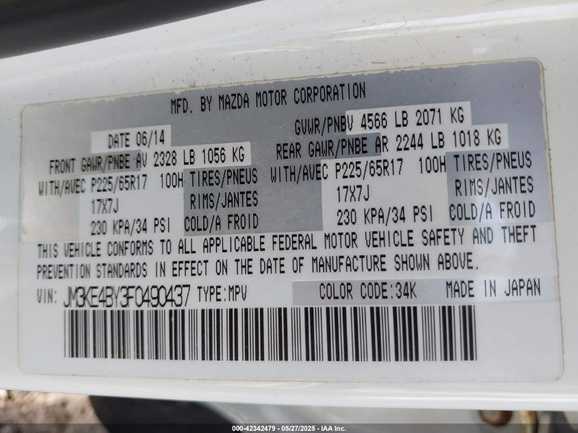 MFD. BY MAZDA MOTOR CORPORATION
DATE 06/14 GVWR/PNBV 4566 LB 2071 KG
FRONT GAWR/PNBE AV 2328 LB 1056 KG REAR GAWR/PNBE AR 2244 LB 1018 KG
WITH/AVEC P225/65R17 100H TIRES/PNEUS WITH/AVEC P225/65R17 100H TIRES/PNEUS
17X7J RIMS/JANTES 17X7J RIMS/JANTES
230 KPA/34 PSI COLD/A FROID 230 KPA/34 PSI COLD/A FROID
THIS VEHICLE CONFORMS TO ALL APPLICABLE FEDERAL MOTOR VEHICLE SAFETY AND THEFT
PREVENTION STANDARDS IN EFFECT ON THE DATE OF MANUFACTURE SHOWN ABOVE.
VIN: JM3KE4BY3F0490437 TYPE:MPV COLOR CODE:34K MADE IN JAPAN
000-42342479 - 05/27/2025 - IAA, Inc.